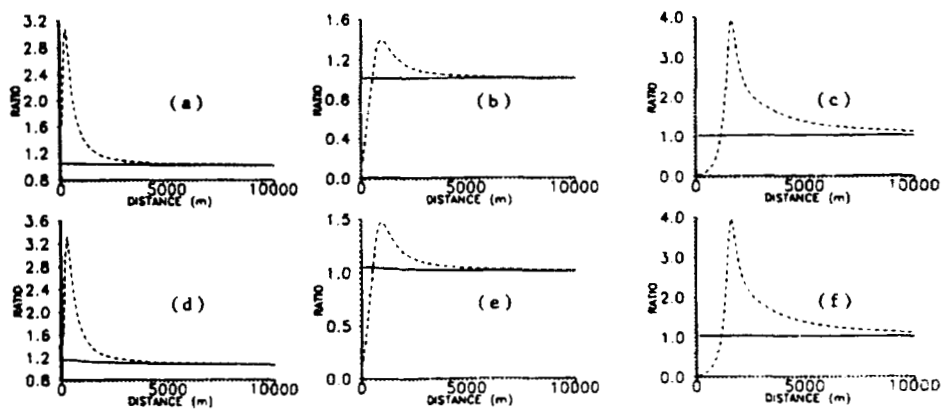 3.2
2.8
2.4
2.0
1.6
1.2
0.8
RATIO
(a)
0 5000 10000
DISTANCE (m)
1.6
1.2
0.8
0.4
0.0
RATIO
(b)
0 5000 10000
DISTANCE (m)
4.0
3.0
2.0
1.0
0.0
RATIO
(c)
0 5000 10000
DISTANCE (m)
3.6
3.2
2.8
2.4
2.0
1.6
1.2
0.8
RATIO
(d)
0 5000 10000
DISTANCE (m)
1.5
1.0
0.5
0.0
RATIO
(e)
0 5000 10000
DISTANCE (m)
4.0
3.0
2.0
1.0
0.0
RATIO
(f)
0 5000 10000
DISTANCE (m)